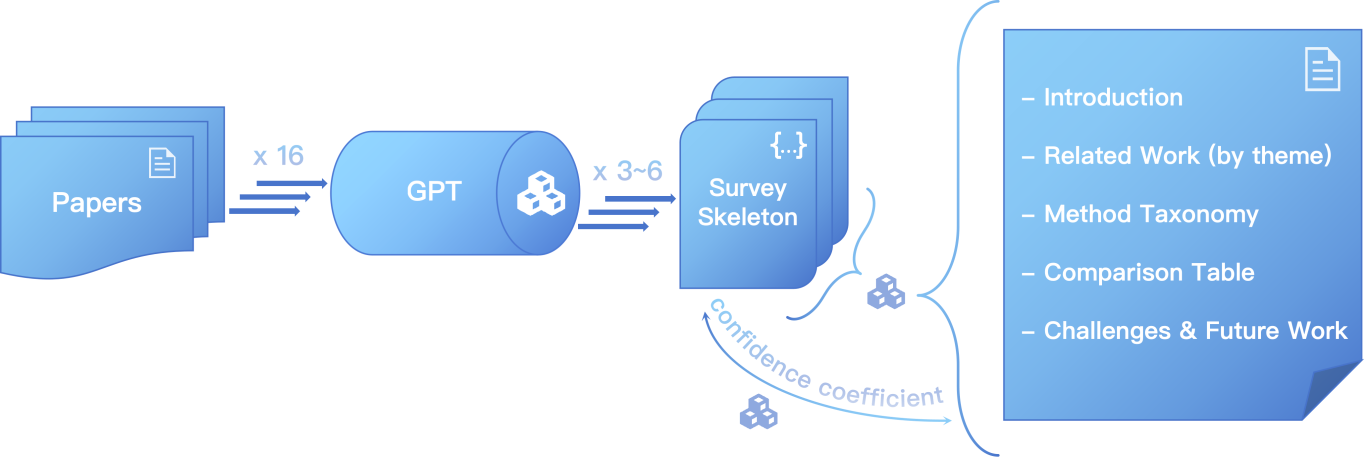 Papers
x 16
GPT
x 3~6
{...}
Survey
Skeleton
confidence coefficient
– Introduction
– Related Work (by theme)
– Method Taxonomy
– Comparison Table
– Challenges & Future Work